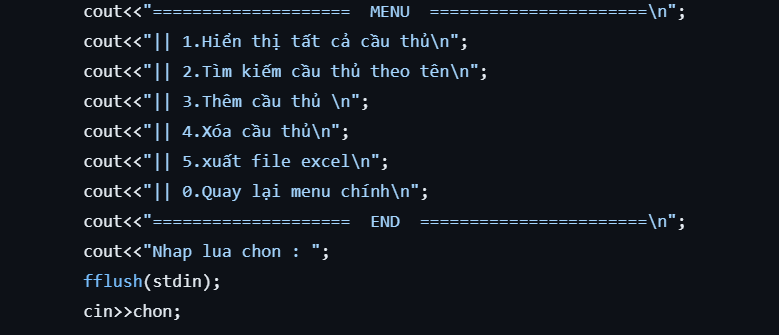 cout<<"====================  MENU  ======================\n";
cout<<"|| 1.Hiển thị tất cả cầu thủ\n";
cout<<"|| 2.Tìm kiếm cầu thủ theo tên\n";
cout<<"|| 3.Thêm cầu thủ \n";
cout<<"|| 4.Xóa cầu thủ\n";
cout<<"|| 5.xuất file excel\n";
cout<<"|| 0.Quay lại menu chính\n";
cout<<"====================  END  =======================\n";
cout<<"Nhap lua chon : ";
fflush(stdin);
cin>>chon;